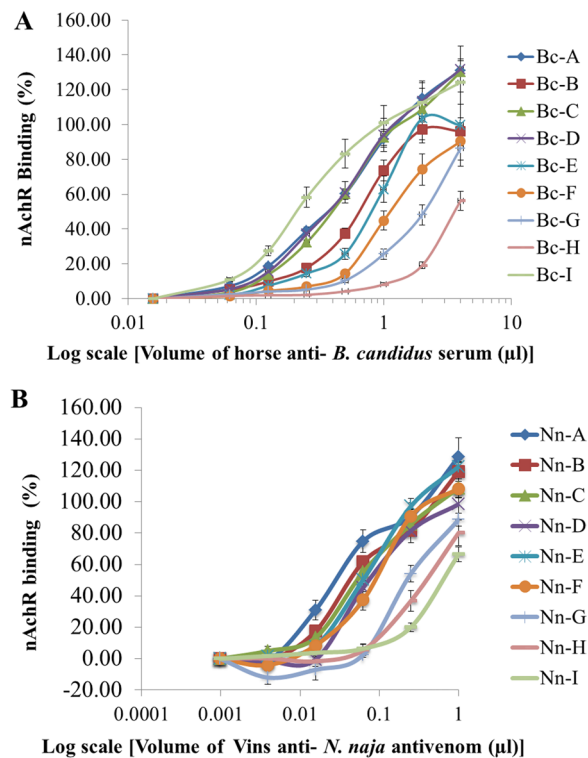 A
160.00
140.00
120.00
100.00
80.00
60.00
40.00
20.00
0.00
nAchR Binding (%)
0.01
0.1
1
10
Log scale [Volume of horse anti- B. candidus serum (µl)]
Bc-A
Bc-B
Bc-C
Bc-D
Bc-E
Bc-F
Bc-G
Bc-H
Bc-I
B
160.00
140.00
120.00
100.00
80.00
60.00
40.00
20.00
0.00
-20.00
nAchR binding (%)
0.0001
0.001
0.01
0.1
1
Log scale [Volume of Vins anti- N. naja antivenom (µl)]
Nn-A
Nn-B
Nn-C
Nn-D
Nn-E
Nn-F
Nn-G
Nn-H
Nn-I